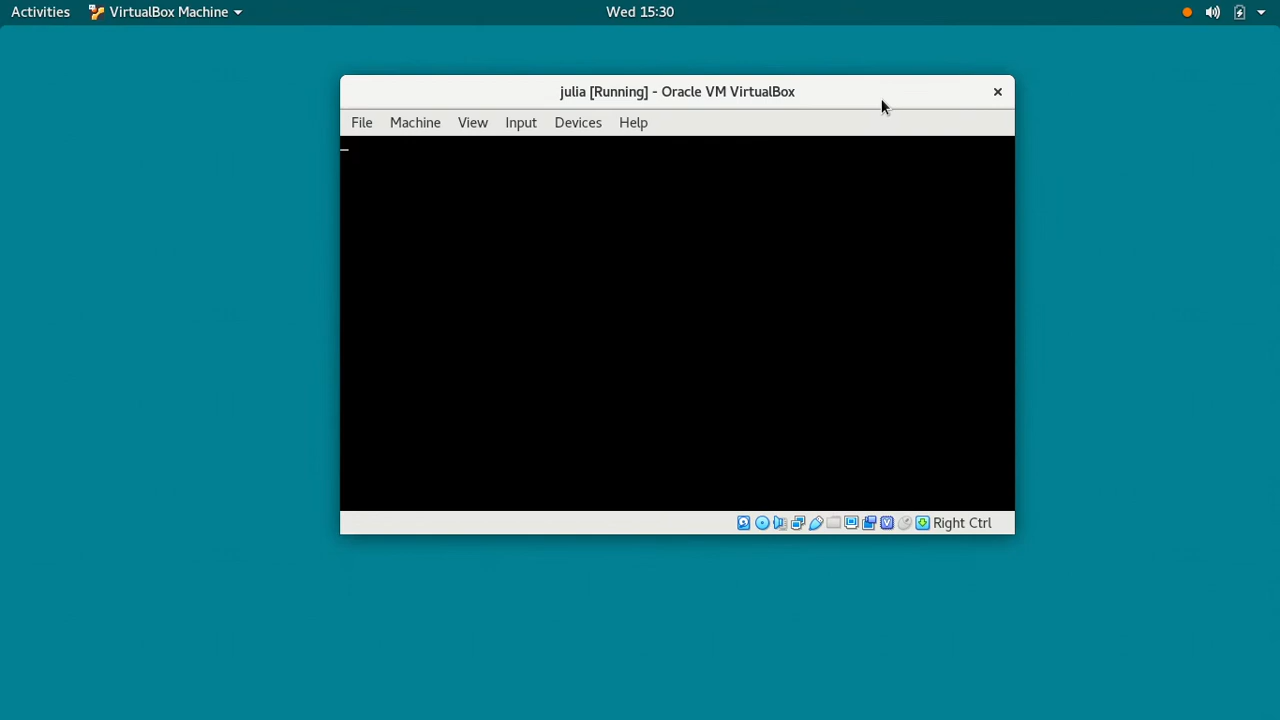 Activities VirtualBox Machine Wed 15:30
julia [Running] - Oracle VM VirtualBox
File Machine View Input Devices Help
_
Right Ctrl